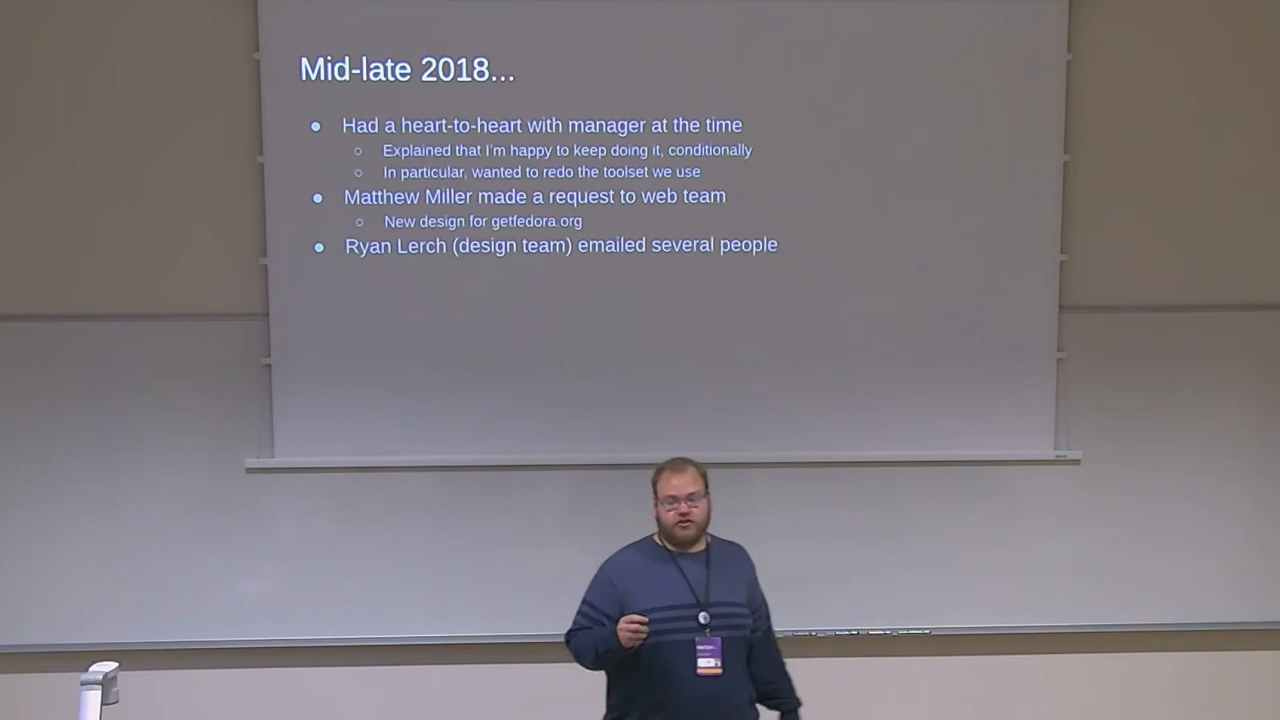 Mid-late 2018...
● Had a heart-to-heart with manager at the time
○ Explained that I'm happy to keep doing it, conditionally
○ In particular, wanted to redo the toolset we use
● Matthew Miller made a request to web team
○ New design for getfedora.org
● Ryan Lerch (design team) emailed several people